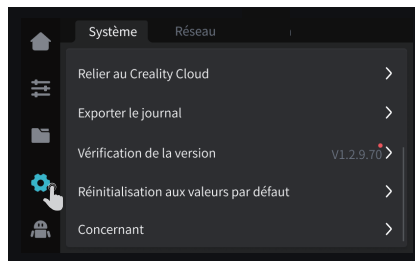 Système Réseau
Relier au Creality Cloud
Exporter le journal
Vérification de la version V1.2.9.70
Réinitialisation aux valeurs par défaut
Concernant